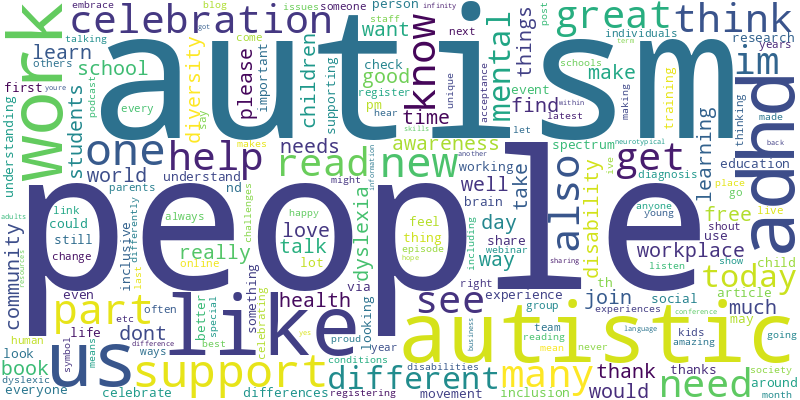 embrace
blog
issues
someone
person
staff
infinity
celebration
got
talking
others
learn
work
autism
great
think
want
come
next
post
individuals
research
years
school
first
podcast
every
diversity
say
please
important
children
good
know
mental
things
check
register
event
make
schools
term
im
understanding
students
makes
supporting
pm
hear
time
unique
acceptance
skills
find
let
latest
within
making
training
thinking
made
back
adhd
one
needs
world
help
read
new
awareness
working
spectrum
neurotypical
get
ive
learning
education
parents
nd
understand
might
another
information
well
brain
take
also
disability
diagnosis
place
go
people
link
could
still
change
adults
resources
community
inclusive
differently
always
online
really
challenges
happy
love
talk
lot
dyslexia
feel
thing
episode
hope
day
share
way
webinar
including
sharing
anyone
young
free
live
shout
use
workplace
listen
show
child
even
part
last
etc
life
like
better
special
best
something
celebrating
health
via
looking
year
proud
yes
see
right
experience
group
team
reading
mean
business
th
join
social
experiences
language
never
today
article
may
conference
much
kids
amazing
going
human
look
book
dyslexic
everyone
symbol
means
us
dont
often
ways
difference
support
differences
celebrate
conditions
different
disabilities
registering
movement
many
inclusion
autistic
thank
thanks
would
need
society
around
month
youre